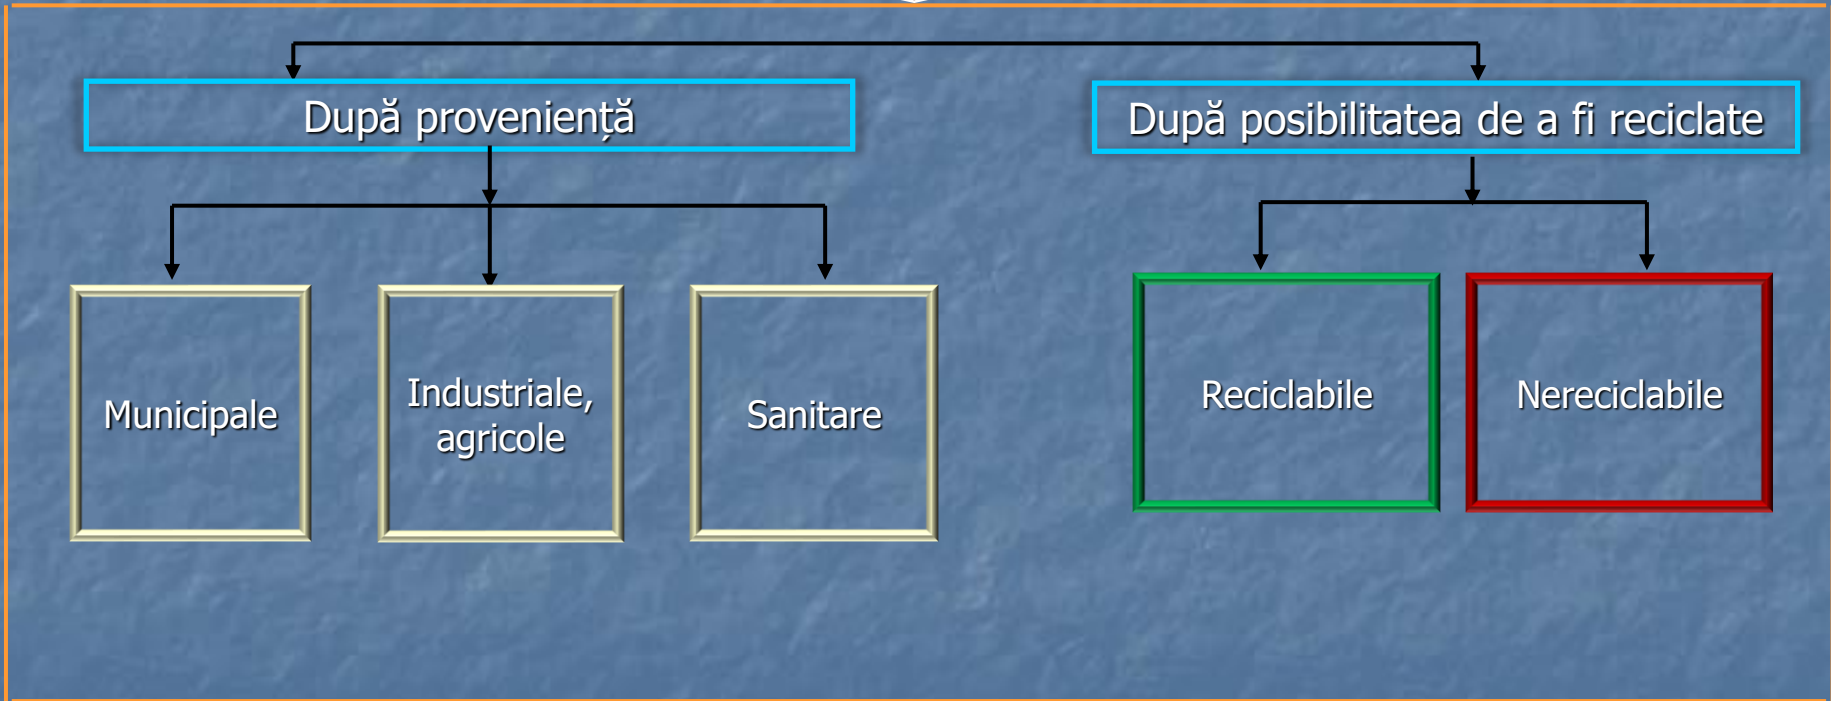 După proveniență
După posibilitatea de a fi reciclate
Municipale
Industriale,
agricole
Sanitare
Reciclabile
Nereciclabile